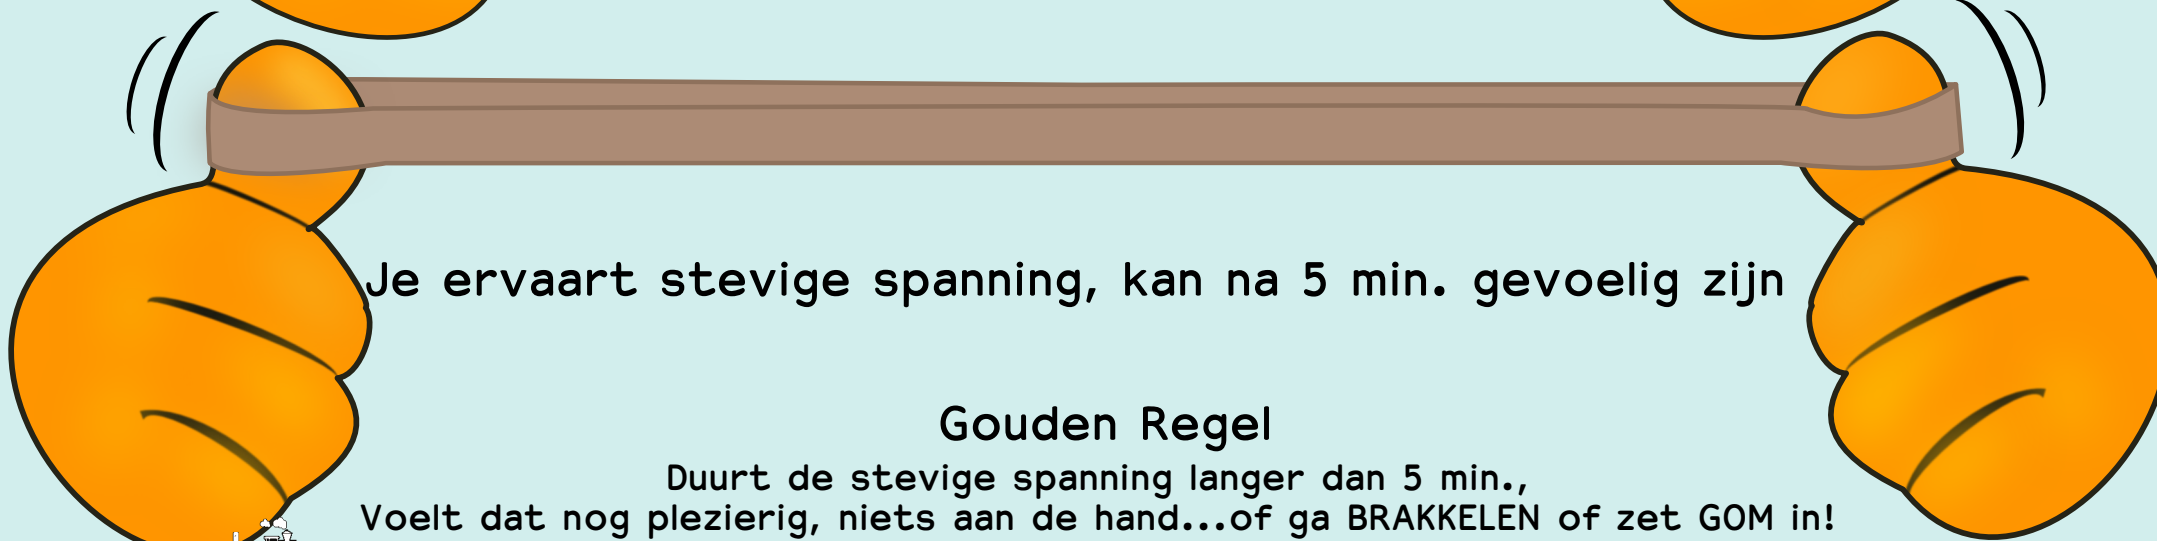 Je ervaart stevige spanning, kan na 5 min. gevoelig zijn
Gouden Regel
Duurt de stevige spanning langer dan 5 min.,
Voelt dat nog plezierig, niets aan de hand...of ga BRAKKELEN of zet GOM in!